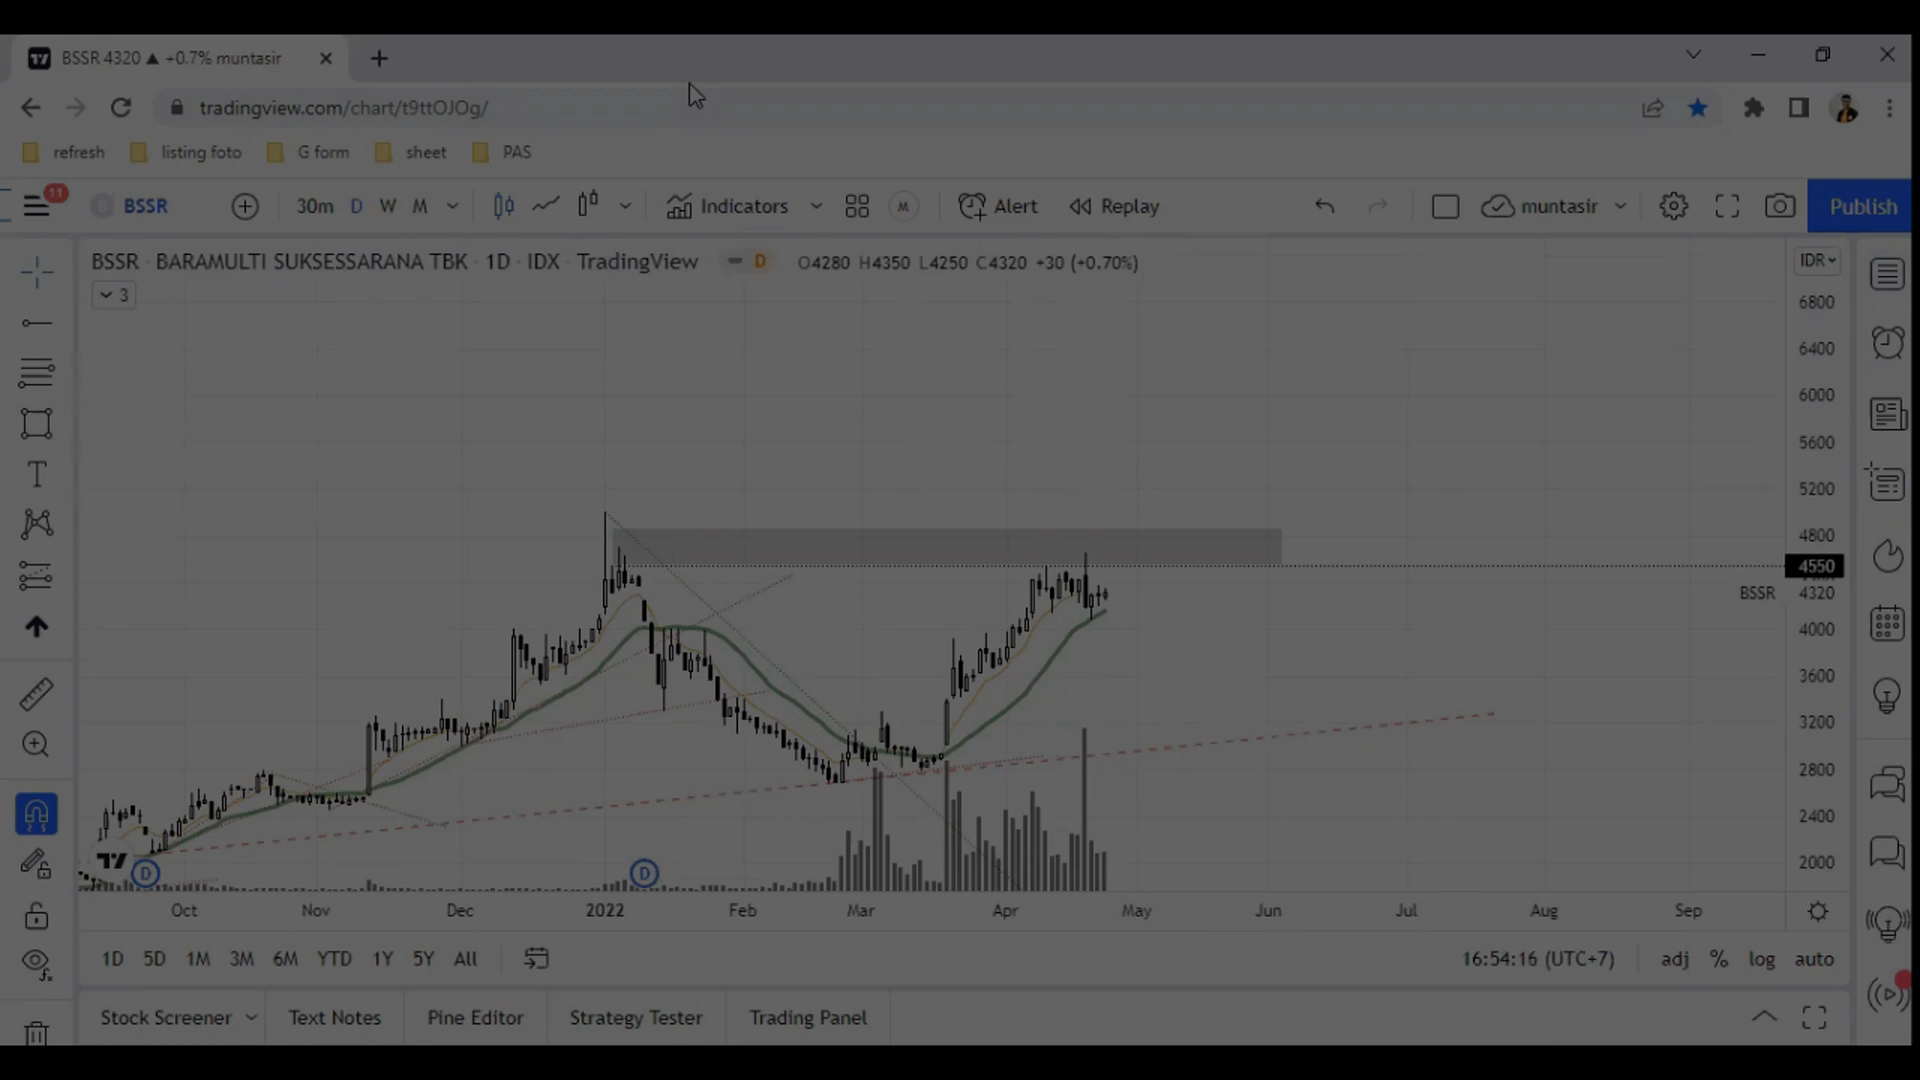 BSSR 4320 ▲ +0.7% muntasir
tradingview.com/chart/t9ttOJOg/
refresh listing foto G form sheet PAS
11
BSSR 30m D W M Indicators M Alert Replay muntasir Publish
BSSR · BARAMULTI SUKSESSARANA TBK · 1D · IDX · TradingView D O4280 H4350 L4250 C4320 +30 (+0.70%) IDR
3
6800
6400
6000
5600
5200
4800
4550
BSSR 4320
4000
3600
3200
2800
2400
2000
D D
Oct Nov Dec 2022 Feb Mar Apr May Jun Jul Aug Sep
1D 5D 1M 3M 6M YTD 1Y 5Y All 16:54:16 (UTC+7) adj % log auto
Stock Screener Text Notes Pine Editor Strategy Tester Trading Panel